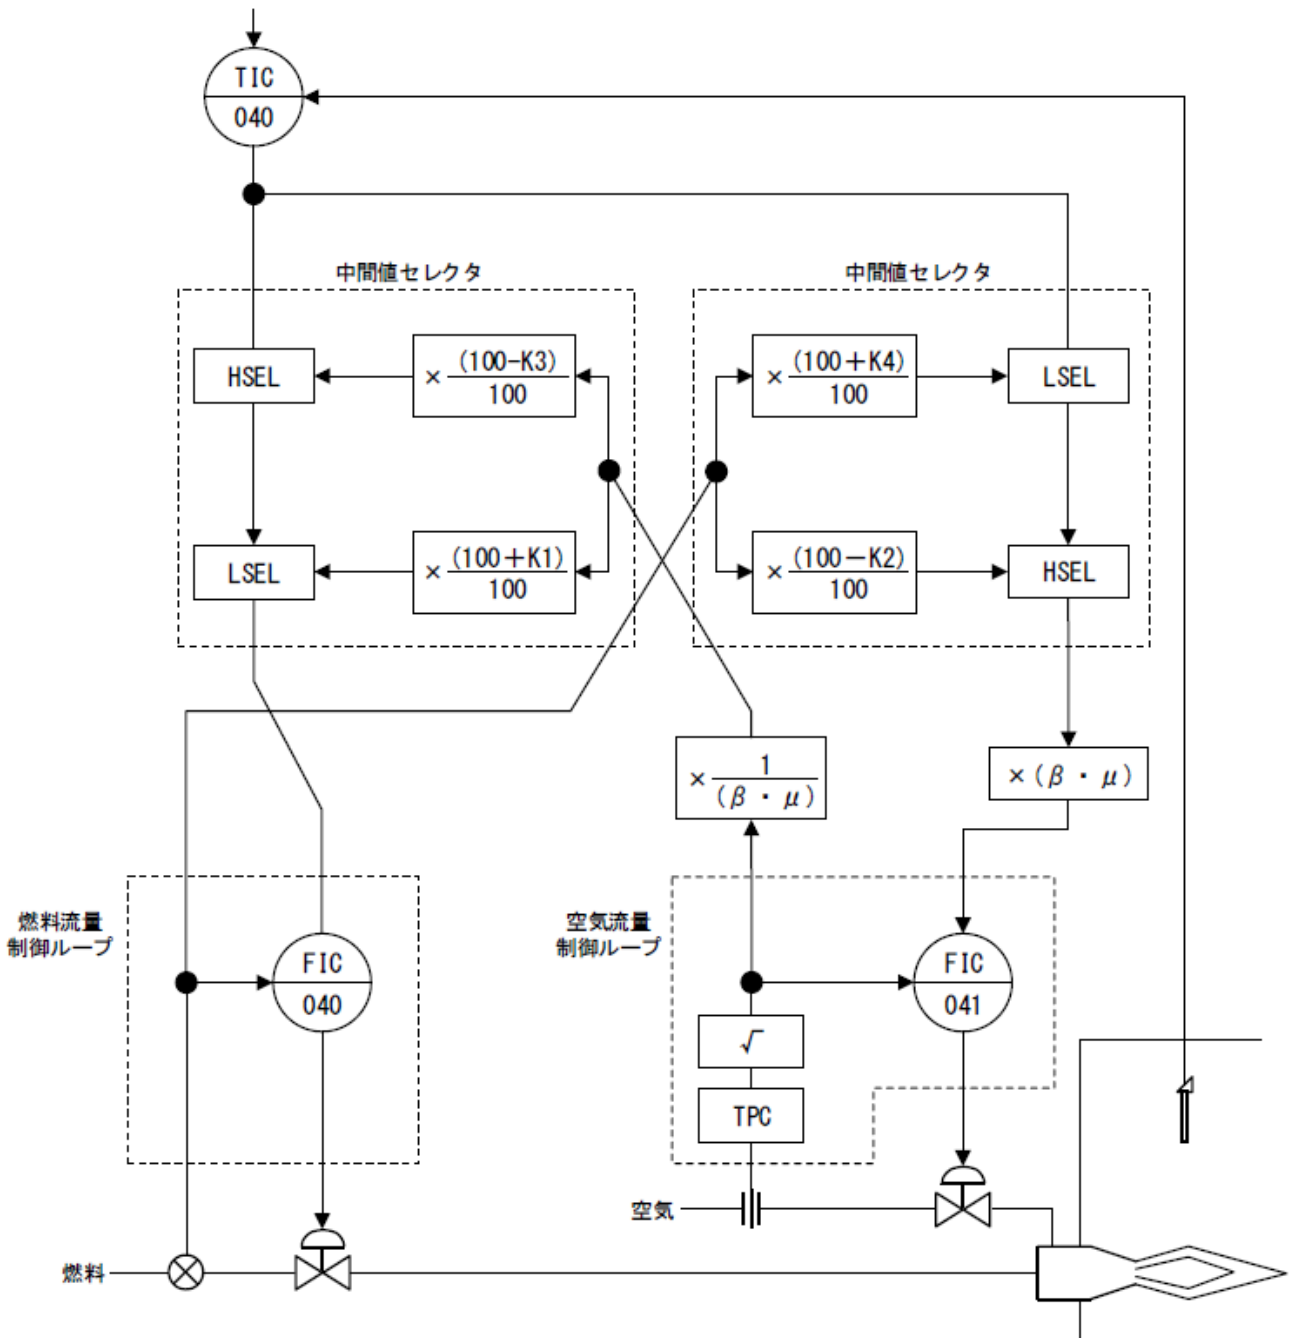 TIC
040
中間値セレクタ
中間値セレクタ
HSEL
×(100-K3)/100
×(100+K4)/100
LSEL
LSEL
×(100+K1)/100
×(100-K2)/100
HSEL
×1/(β・μ)
×(β・μ)
燃料流量
制御ループ
FIC
040
空気流量
制御ループ
FIC
041
√
TPC
空気
燃料